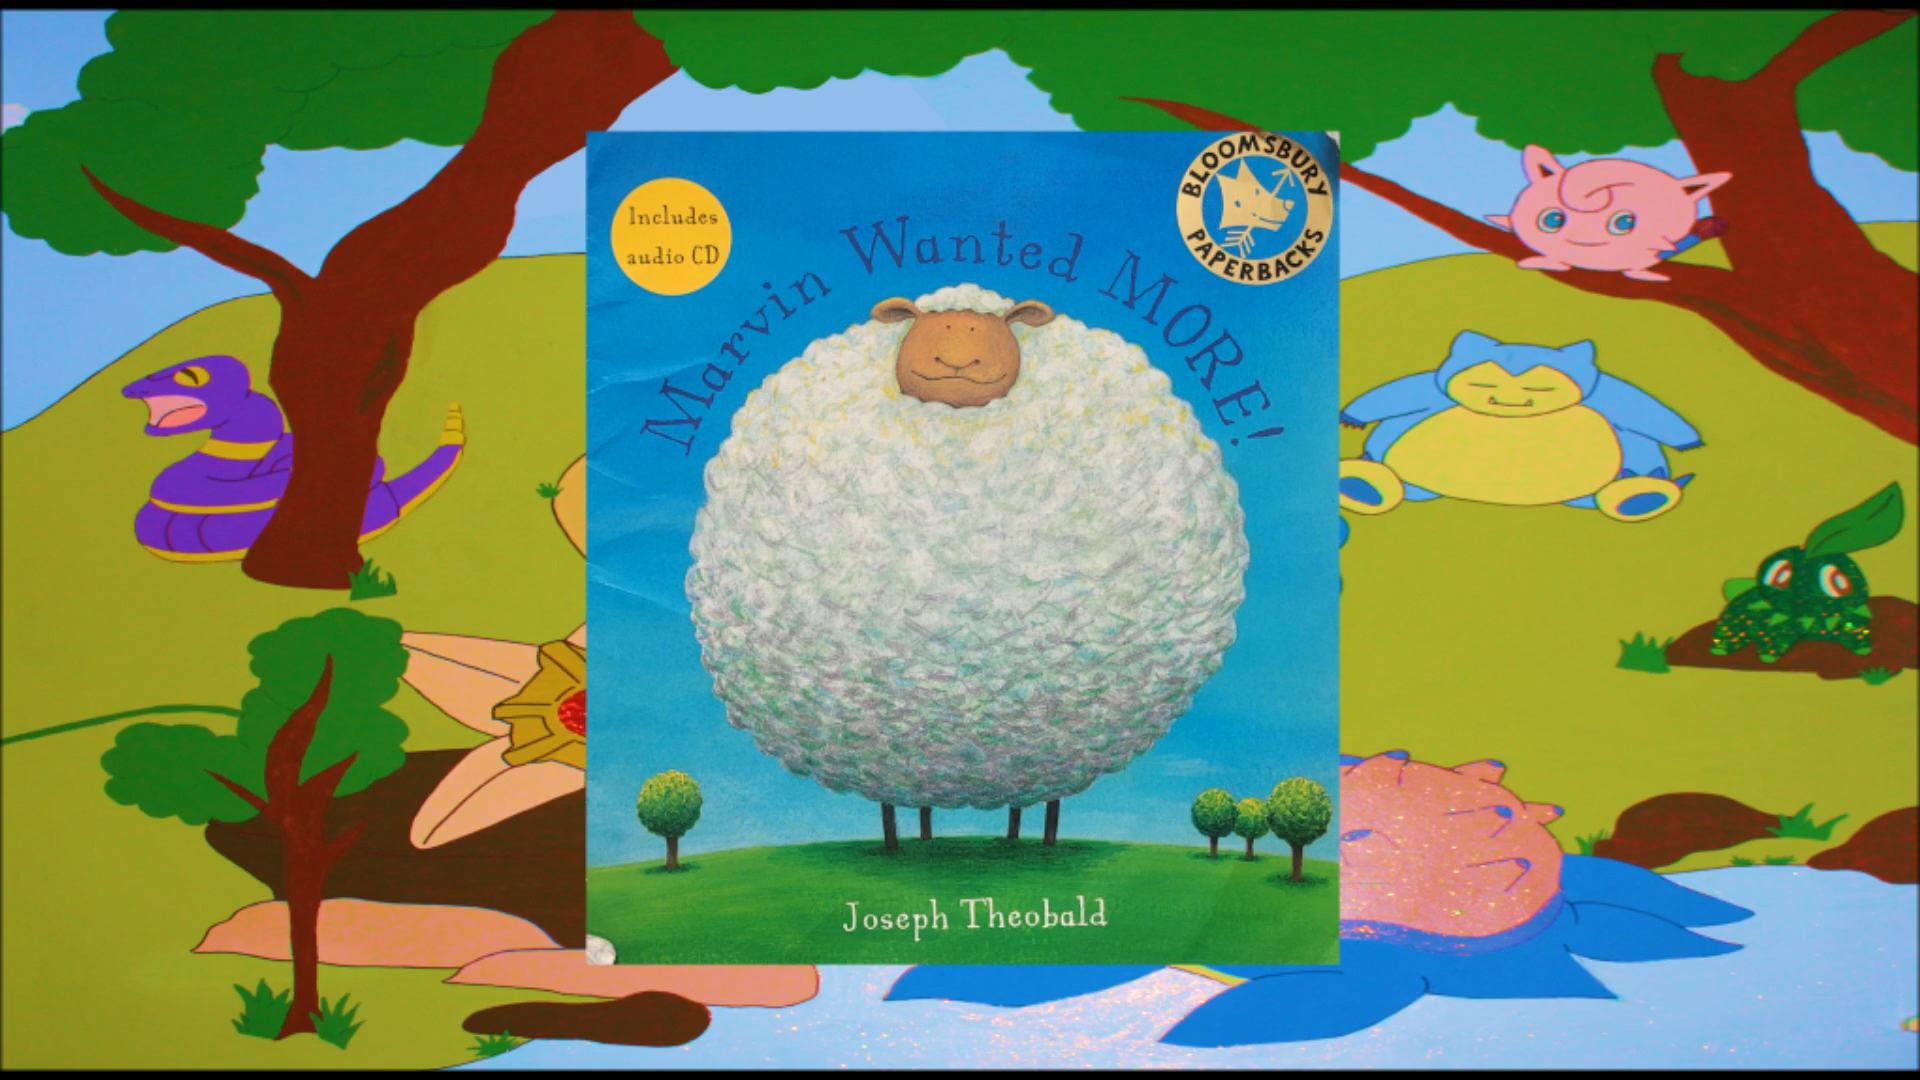 Includes
audio CD
BLOOMSBURY
PAPERBACKS
Marvin Wanted MORE!
Joseph Theobald